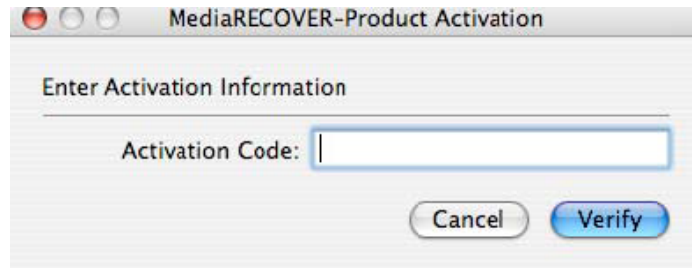 MediaRECOVER-Product Activation
Enter Activation Information
Activation Code:
Cancel Verify